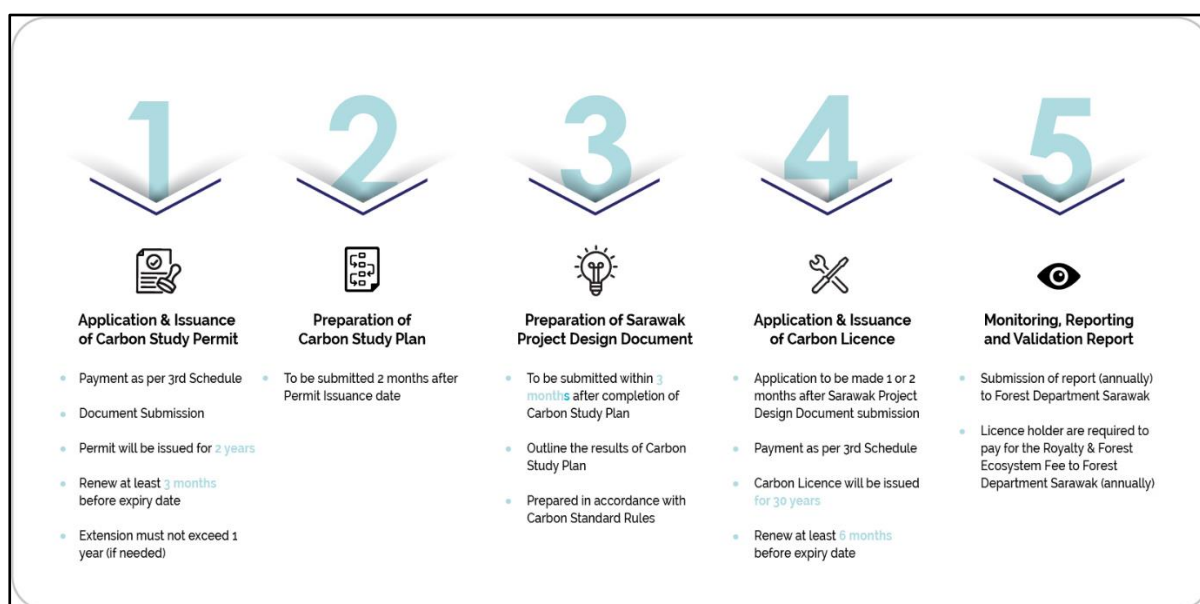 1
Application & Issuance
of Carbon Study Permit
• Payment as per 3rd Schedule
• Document Submission
• Permit will be issued for 2 years
• Renew at least 3 months
before expiry date
• Extension must not exceed 1
year (if needed)
2
Preparation of
Carbon Study Plan
• To be submitted 2 months after
Permit Issuance date
3
Preparation of Sarawak
Project Design Document
• To be submitted within 3
months after completion of
Carbon Study Plan
• Outline the results of Carbon
Study Plan
• Prepared in accordance with
Carbon Standard Rules
4
Application & Issuance
of Carbon Licence
• Application to be made 1 or 2
months after Sarawak Project
Design Document submission
• Payment as per 3rd Schedule
• Carbon Licence will be issued
for 30 years
• Renew at least 6 months
before expiry date
5
Monitoring, Reporting
and Validation Report
• Submission of report (annually)
to Forest Department Sarawak
• Licence holder are required to
pay for the Royalty & Forest
Ecosystem Fee to Forest
Department Sarawak (annually)